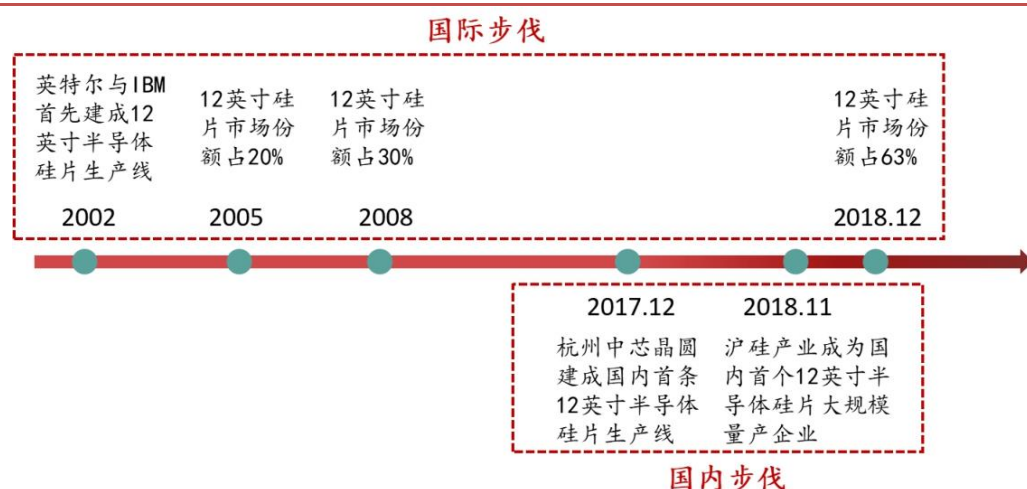 国际步伐
英特尔与IBM
首先建成12
英寸半导体
硅片生产线
2002
12英寸硅
片市场份
额占20%
2005
12英寸硅
片市场份
额占30%
2008
12英寸硅
片市场份
额占63%
2018.12
2017.12
杭州中芯晶圆
建成国内首条
12英寸半导体
硅片生产线
2018.11
沪硅产业成为国
内首个12英寸半
导体硅片大规模
量产企业
国内步伐